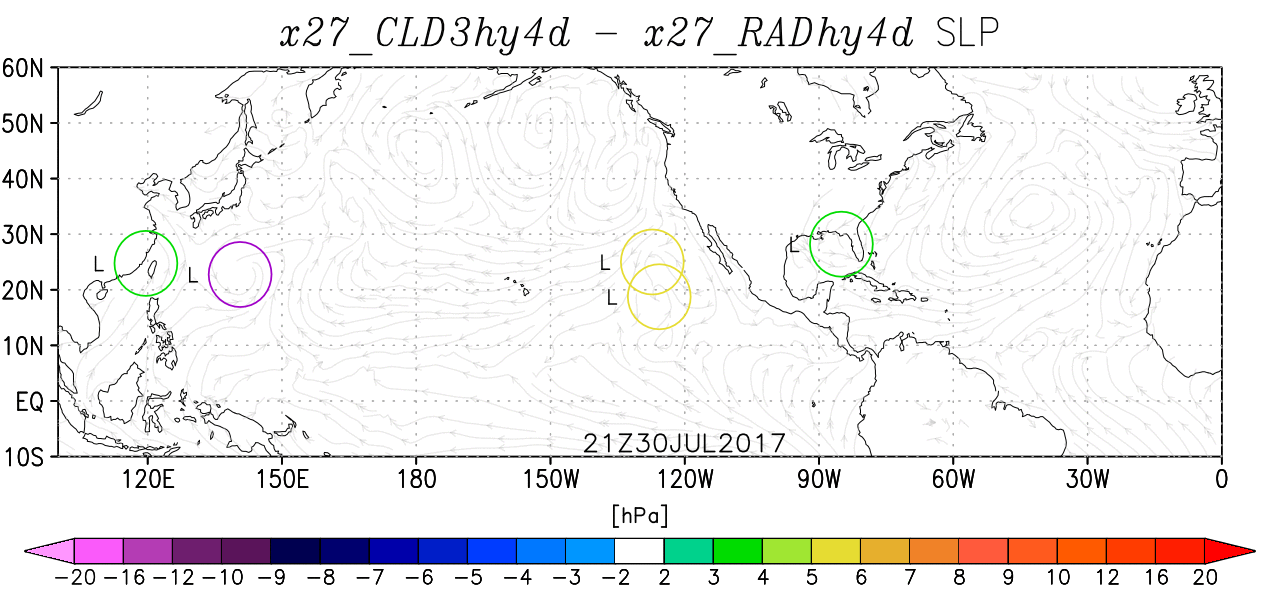 x27_CLD3hy4d − x27_RADhy4d SLP
60N
50N
40N
30N
L
L
L
L
20N
L
10N
EQ
21Z30JUL2017
10S
120E 150E 180 150W 120W 90W 60W 30W 0
[hPa]
−20 −16 −12 −10 −9 −8 −7 −6 −5 −4 −3 −2 2 3 4 5 6 7 8 9 10 12 16 20